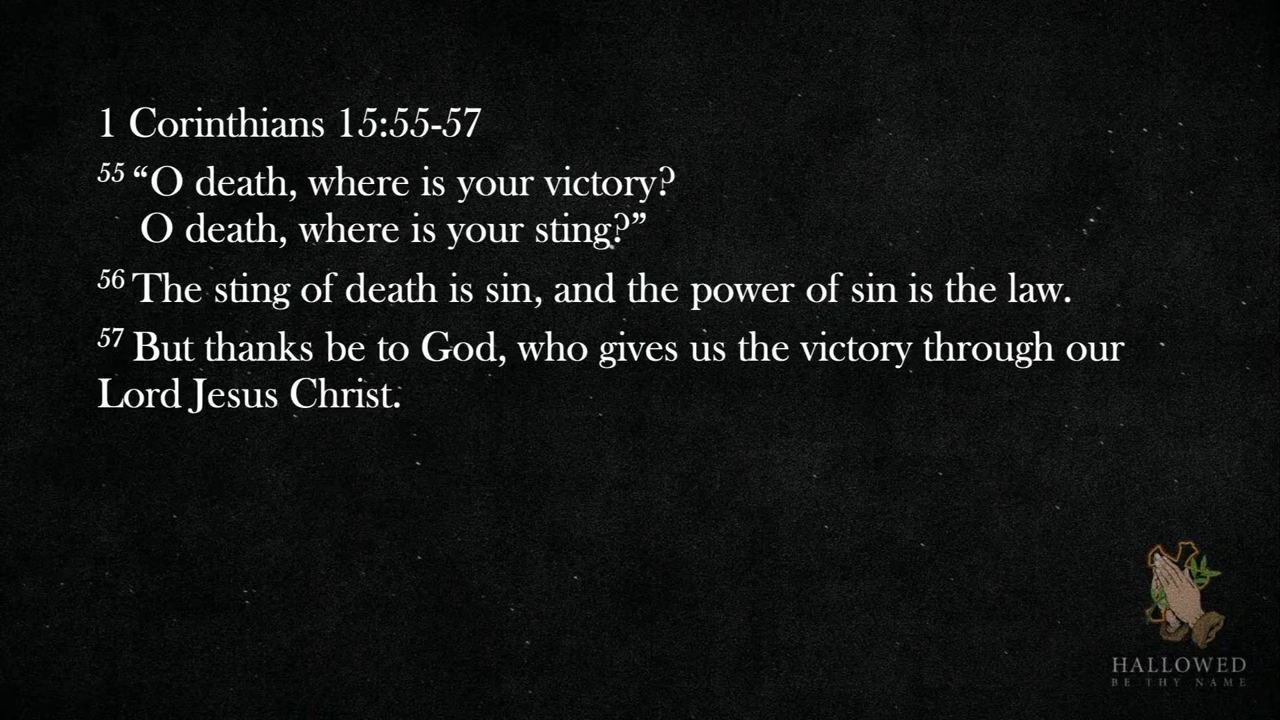 1 Corinthians 15:55-57
55 “O death, where is your victory?
O death, where is your sting?”
56 The sting of death is sin, and the power of sin is the law.
57 But thanks be to God, who gives us the victory through our
Lord Jesus Christ.
HALLOWED
BE THY NAME